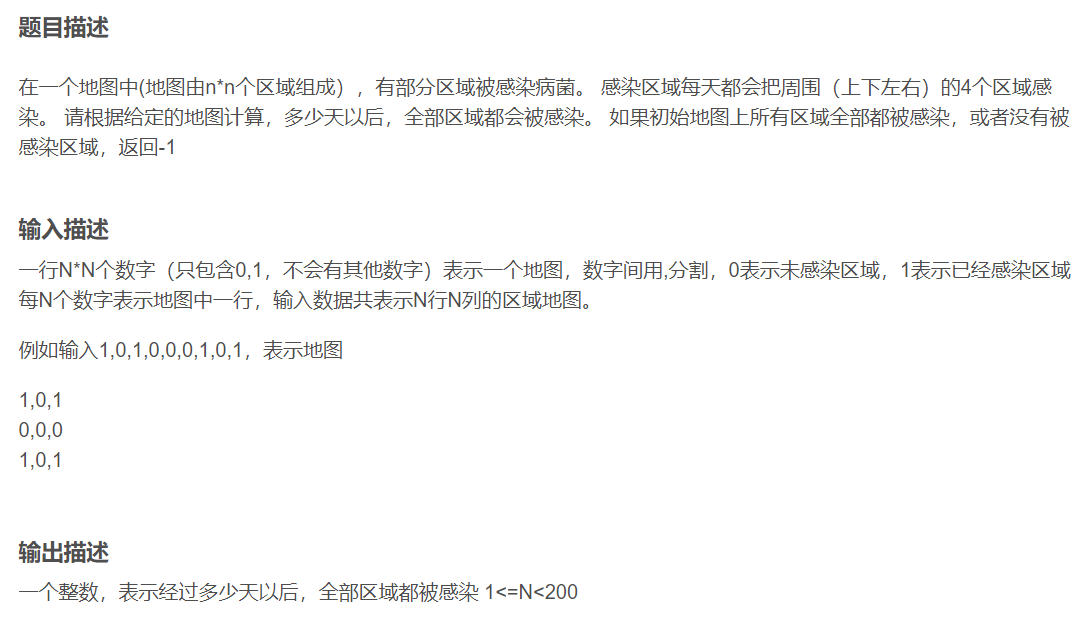 题目描述
在一个地图中(地图由n*n个区域组成），有部分区域被感染病菌。 感染区域每天都会把周围（上下左右）的4个区域感
染。 请根据给定的地图计算，多少天以后，全部区域都会被感染。 如果初始地图上所有区域全部都被感染，或者没有被
感染区域，返回-1
输入描述
一行N*N个数字（只包含0,1，不会有其他数字）表示一个地图，数字间用,分割，0表示未感染区域，1表示已经感染区域
每N个数字表示地图中一行，输入数据共表示N行N列的区域地图。
例如输入1,0,1,0,0,0,1,0,1，表示地图
1,0,1
0,0,0
1,0,1
输出描述
一个整数，表示经过多少天以后，全部区域都被感染 1<=N<200